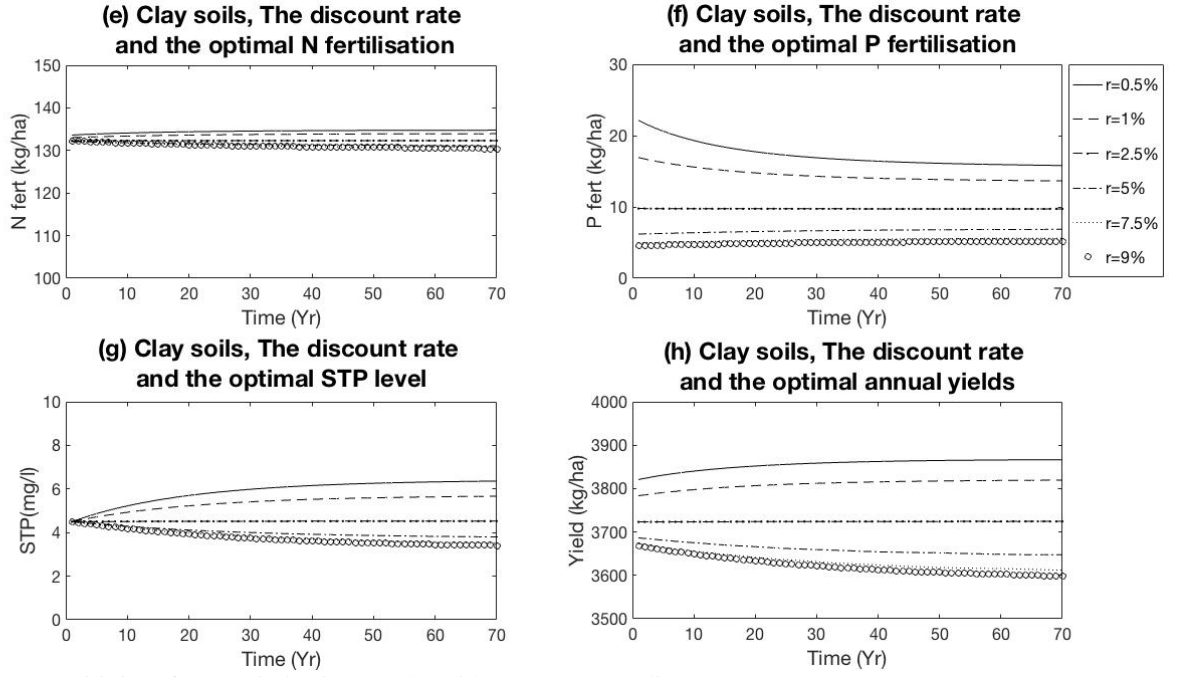 (e) Clay soils, The discount rate
and the optimal N fertilisation
150
140
130
120
110
100
N fert (kg/ha)
0 10 20 30 40 50 60 70
Time (Yr)
(f) Clay soils, The discount rate
and the optimal P fertilisation
30
20
10
0
P fert (kg/ha)
0 10 20 30 40 50 60 70
Time (Yr)
r=0.5%
r=1%
r=2.5%
r=5%
r=7.5%
r=9%
(g) Clay soils, The discount rate
and the optimal STP level
10
8
6
4
2
0
STP(mg/l)
0 10 20 30 40 50 60 70
Time (Yr)
(h) Clay soils, The discount rate
and the optimal annual yields
4000
3900
3800
3700
3600
3500
Yield (kg/ha)
0 10 20 30 40 50 60 70
Time (Yr)